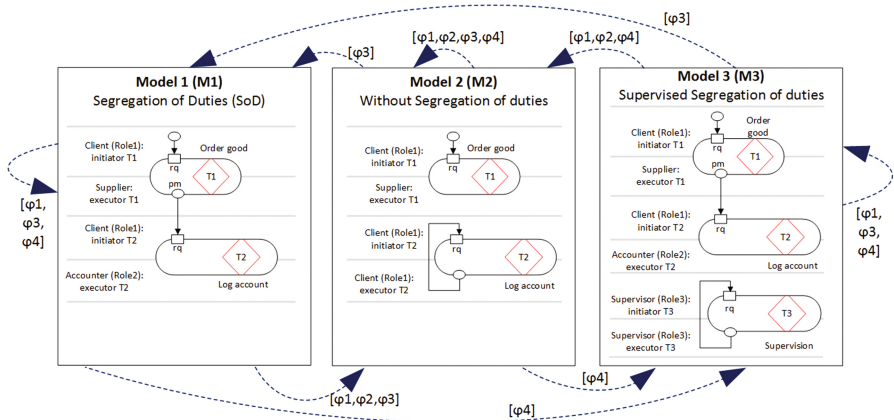 [φ3]
[φ3]
[φ1,φ2,φ3,φ4]
[φ1,φ2,φ4]
Model 1 (M1)
Segregation of Duties (SoD)
Client (Role1):
initiator T1
Order good
rq
T1
Supplier:
executor T1
pm
Client (Role1):
initiator T2
rq
T2
Accounter (Role2):
executor T2
Log account
[φ1,
φ3,
φ4]
Model 2 (M2)
Without Segregation of duties
Client (Role1):
initiator T1
Order good
rq
T1
Supplier:
executor T1
Client (Role1):
initiator T2
rq
T2
Client (Role1):
executor T2
Log account
Model 3 (M3)
Supervised Segregation of duties
Client (Role1):
initiator T1
Order
good
rq
T1
Supplier:
executor T1
pm
Client (Role1):
initiator T2
rq
T2
Accounter (Role2):
executor T2
Log account
Supervisor (Role3):
initiator T3
rq
T3
Supervisor (Role3):
executor T3
Supervision
[φ1,
φ3,
φ4]
[φ1,φ2,φ3]
[φ4]
[φ4]